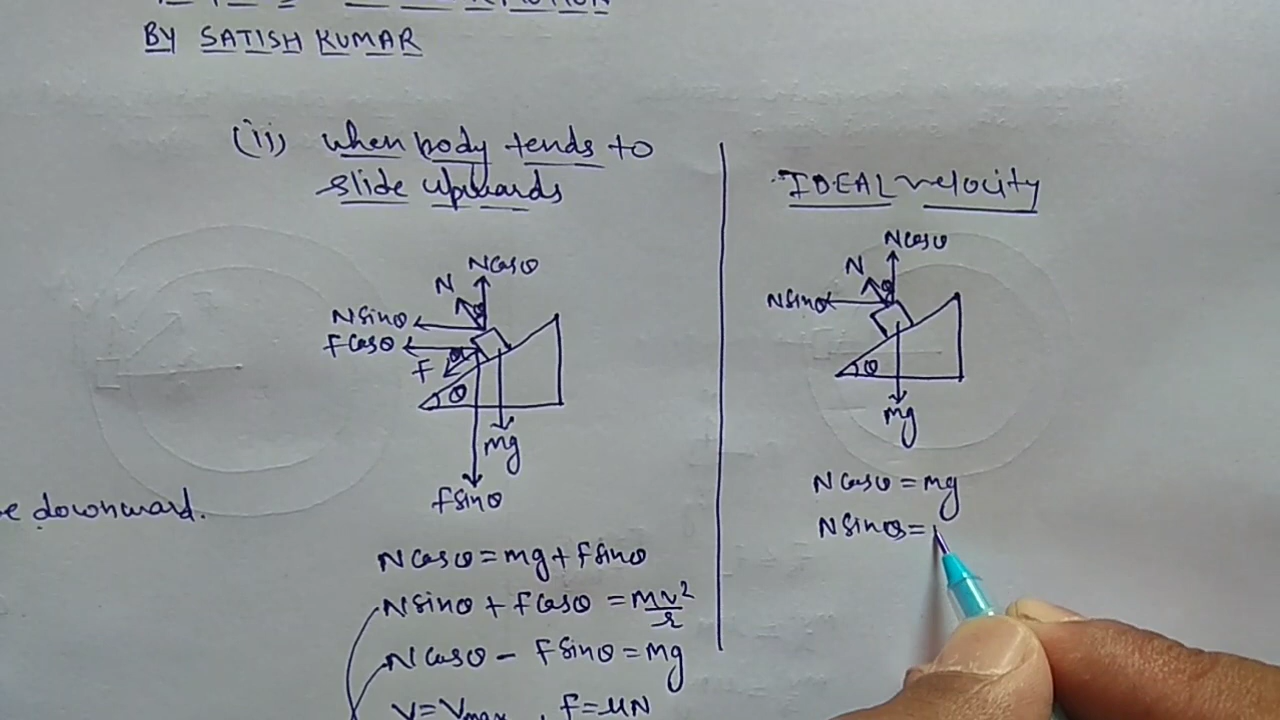 BY SATISH KUMAR
(ii) when body tends to
slide upwards
Ncosθ
N
Nsinθ
fcosθ
θ
f
θ
θ
mg
fsinθ
Ncosθ = mg + fsinθ
Nsinθ + fcosθ = mv²/r
Ncosθ - fsinθ = mg
V = Vmax, f = μN
e downward.
IDEAL velocity
Ncosθ
N
θ
Nsinθ
θ
mg
Ncosθ = mg
Nsinθ =